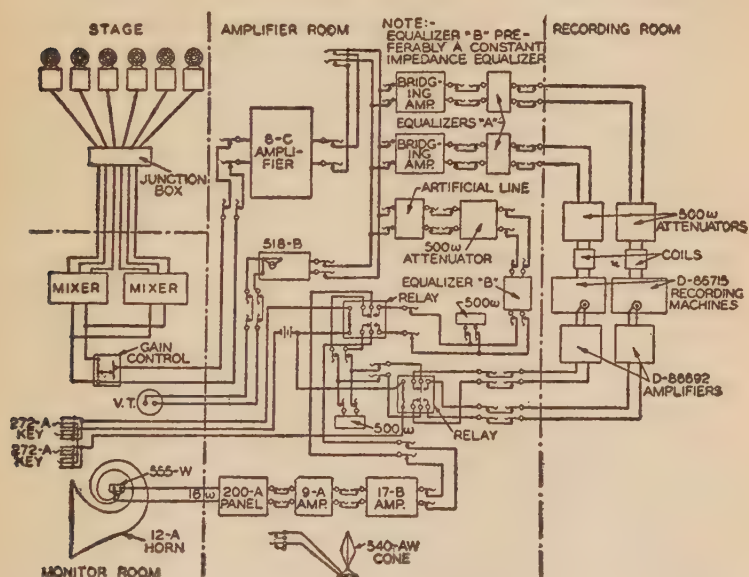 STAGE
AMPLIFIER ROOM
NOTE:-
EQUALIZER "B" PRE-
FERABLY A CONSTANT
IMPEDANCE EQUALIZER
RECORDING ROOM
JUNCTION
BOX
8-C
AMPLI-
FIER
BRIDG-
ING
AMP.
EQUALIZERS "A"
BRIDG-
ING
AMP.
ARTIFICIAL LINE
500ω
ATTENUATOR
518-B
500ω
ATTENUATORS
COILS
MIXER
MIXER
EQUALIZER "B"
RELAY
500ω
D-86715
RECORDING
MACHINES
GAIN
CONTROL
V.T.
D-86692
AMPLIFIERS
272-A
KEY
272-A
KEY
500ω
RELAY
555-W
18ω
200-A
PANEL
9-A
AMP.
17-B
AMP.
12-A
HORN
540-AW
CONE
MONITOR ROOM